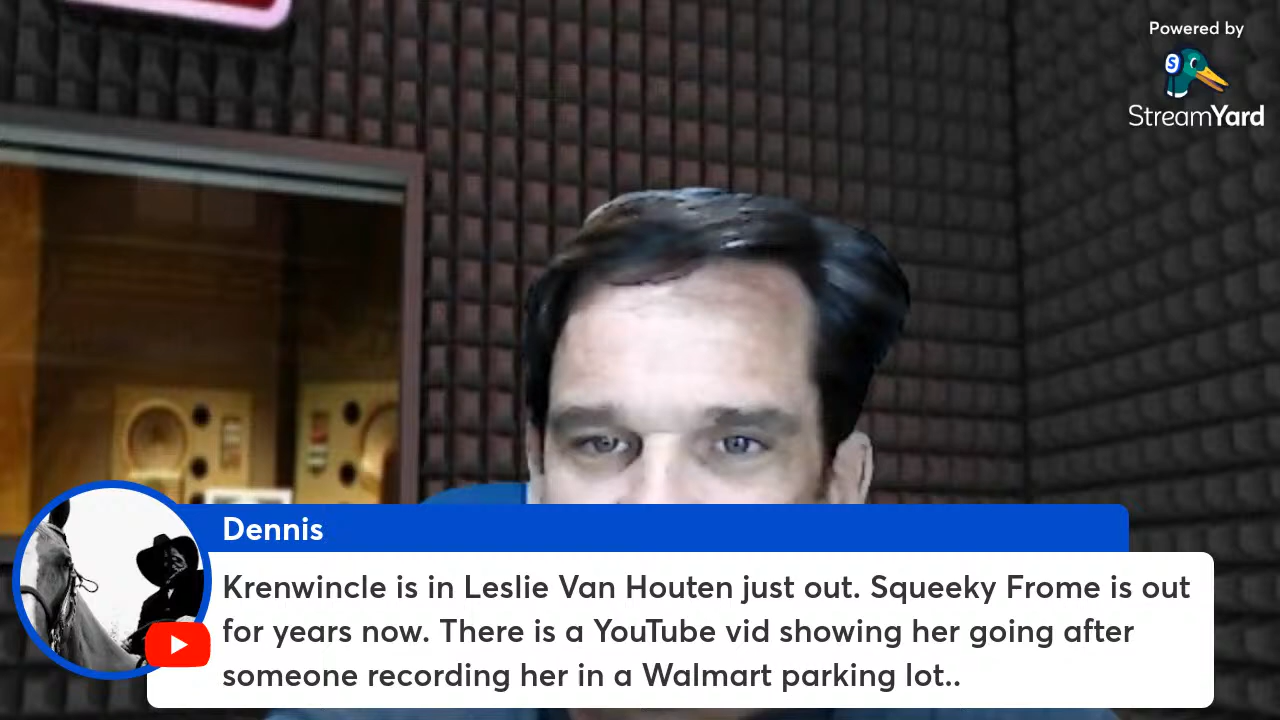 Powered by
StreamYard
Dennis
Krenwincle is in Leslie Van Houten just out. Squeeky Frome is out
for years now. There is a YouTube vid showing her going after
someone recording her in a Walmart parking lot..